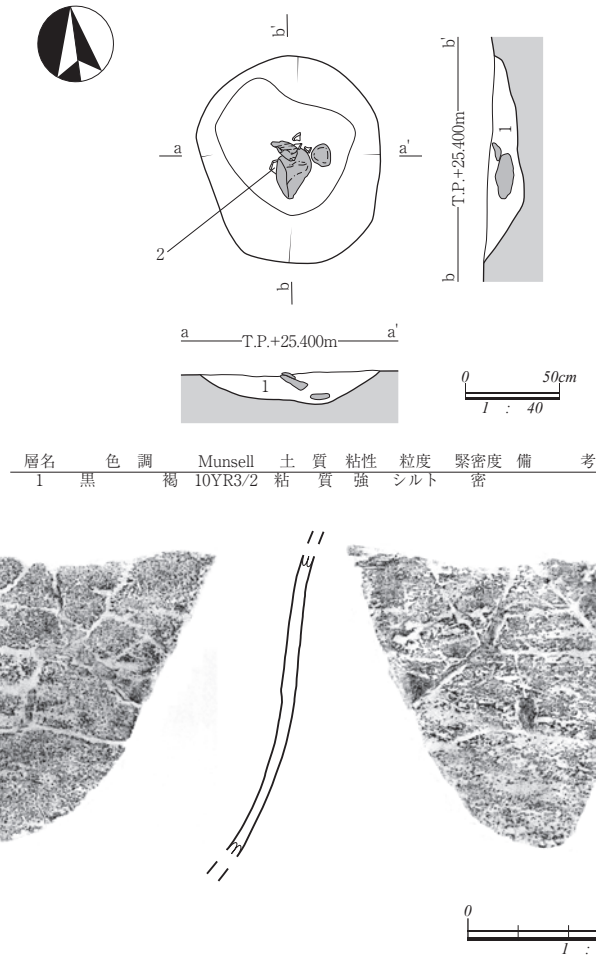 b'
b'
a
a'
1
T.P.+25.400m
2
b
b
a
T.P.+25.400m
a'
1
0 50cm
1 : 40
層名 色調 Munsell 土質 粘性 粒度 緊密度 備考
1 黒褐 10YR3/2 粘質 強 シルト 密
0
1 :